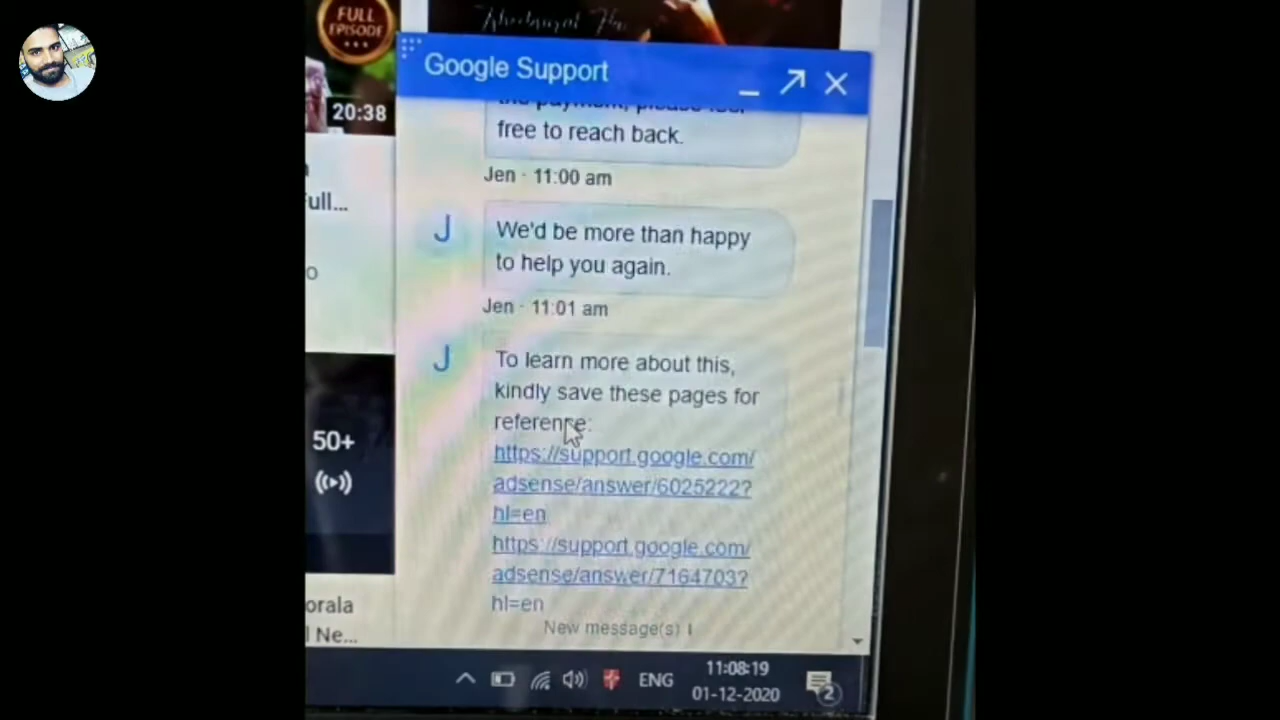 FULL
EPISODE
20:38
Full...
50+
Google Support
the payment, please feel
free to reach back.
Jen · 11:00 am
J
We'd be more than happy
to help you again.
Jen · 11:01 am
J
To learn more about this,
kindly save these pages for
reference:
https://support.google.com/
adsense/answer/6025222?
hl=en
https://support.google.com/
adsense/answer/7164703?
hl=en
New message(s)
ENG
11:08:19
01-12-2020
2